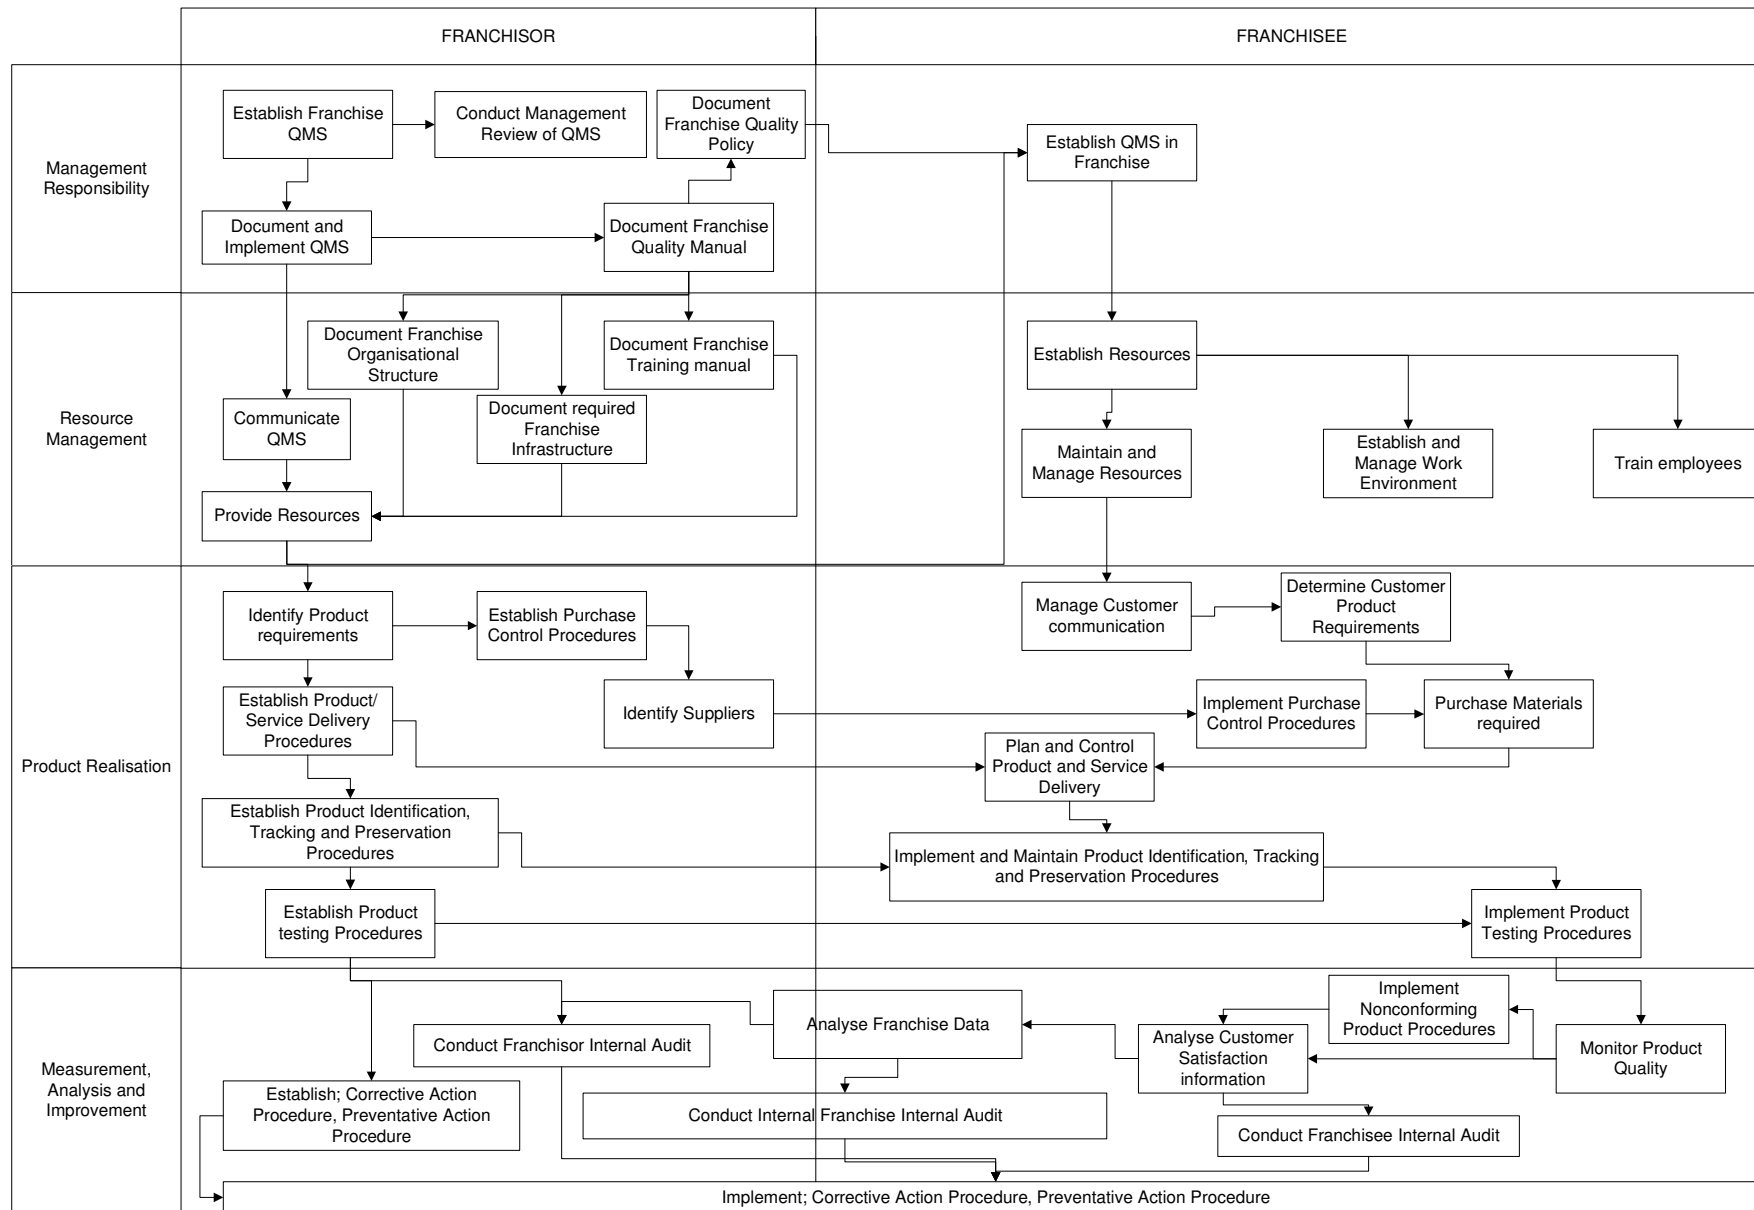 FRANCHISOR
FRANCHISEE
Management
Responsibility
Establish Franchise
QMS
Conduct Management
Review of QMS
Document
Franchise Quality
Policy
Establish QMS in
Franchise
Document and
Implement QMS
Document Franchise
Quality Manual
Resource
Management
Document Franchise
Organisational
Structure
Document Franchise
Training manual
Establish Resources
Communicate
QMS
Document required
Franchise
Infrastructure
Maintain and
Manage Resources
Establish and
Manage Work
Environment
Train employees
Provide Resources
Product Realisation
Identify Product
requirements
Establish Purchase
Control Procedures
Manage Customer
communication
Determine Customer
Product
Requirements
Establish Product/
Service Delivery
Procedures
Identify Suppliers
Implement Purchase
Control Procedures
Purchase Materials
required
Plan and Control
Product and Service
Delivery
Establish Product Identification,
Tracking and Preservation
Procedures
Implement and Maintain Product Identification, Tracking
and Preservation Procedures
Establish Product
testing Procedures
Implement Product
Testing Procedures
Measurement,
Analysis and
Improvement
Conduct Franchisor Internal Audit
Analyse Franchise Data
Implement
Nonconforming
Product Procedures
Analyse Customer
Satisfaction
information
Monitor Product
Quality
Establish; Corrective Action
Procedure, Preventative Action
Procedure
Conduct Internal Franchise Internal Audit
Conduct Franchisee Internal Audit
Implement; Corrective Action Procedure, Preventative Action Procedure